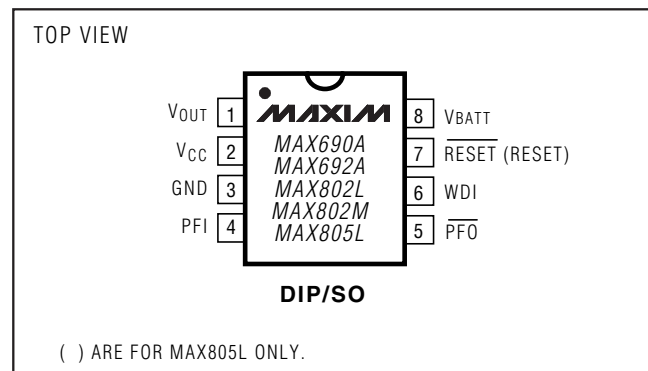 TOP VIEW
VOUT 1
VCC 2
GND 3
PFI 4
MAXIM
MAX690A
MAX692A
MAX802L
MAX802M
MAX805L
8 VBATT
7 RESET (RESET)
6 WDI
5 PFO
DIP/SO
( ) ARE FOR MAX805L ONLY.